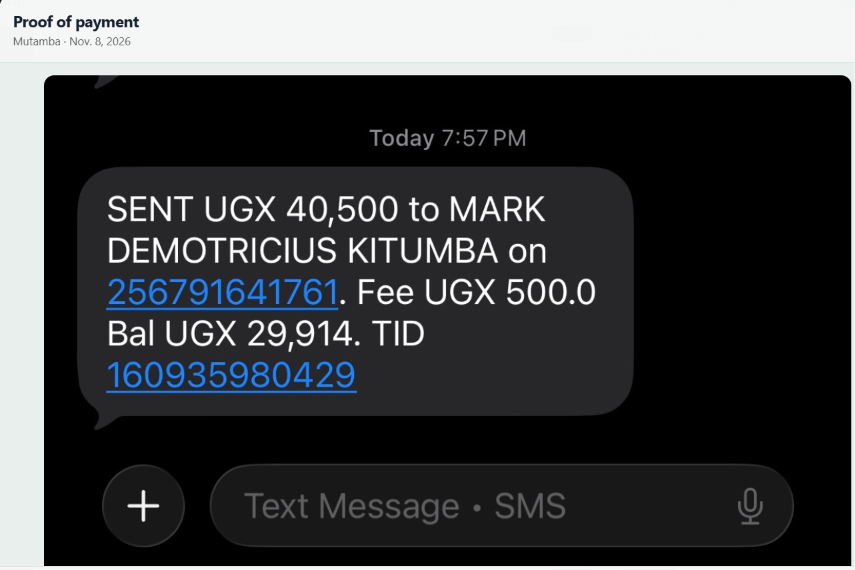 Proof of payment
Mutamba · Nov. 8, 2026
Today 7:57 PM
SENT UGX 40,500 to MARK
DEMOTRICIUS KITUMBA on
256791641761. Fee UGX 500.0
Bal UGX 29,914. TID
160935980429
Text Message • SMS